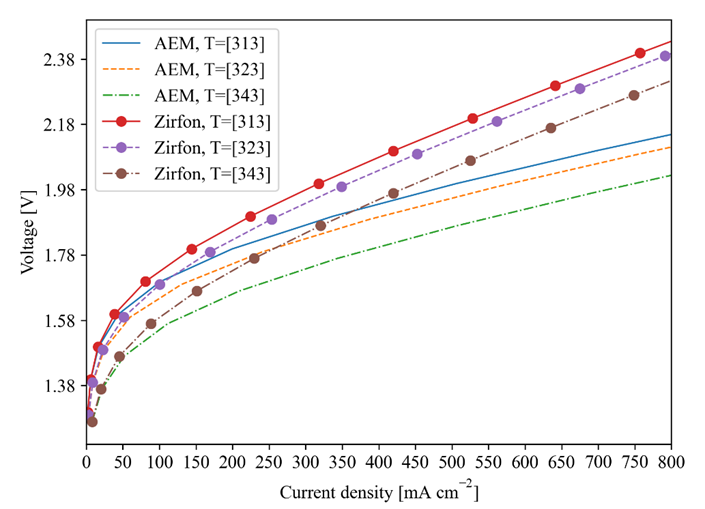 AEM, T=[313]
AEM, T=[323]
AEM, T=[343]
Zirfon, T=[313]
Zirfon, T=[323]
Zirfon, T=[343]
Voltage [V]
2.38
2.18
1.98
1.78
1.58
1.38
0 50 100 150 200 250 300 350 400 450 500 550 600 650 700 750 800
Current density [mA cm⁻²]